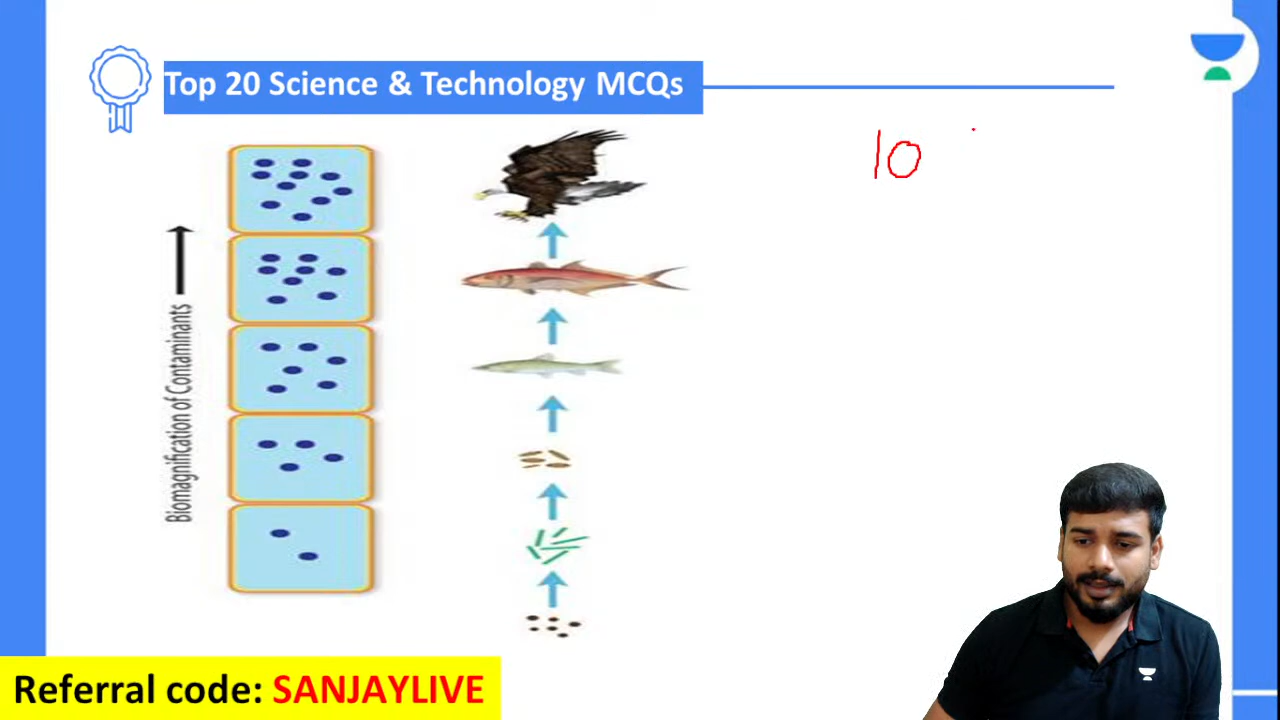 Top 20 Science & Technology MCQs
10
Biomagnification of Contaminants
Referral code: SANJAYLIVE